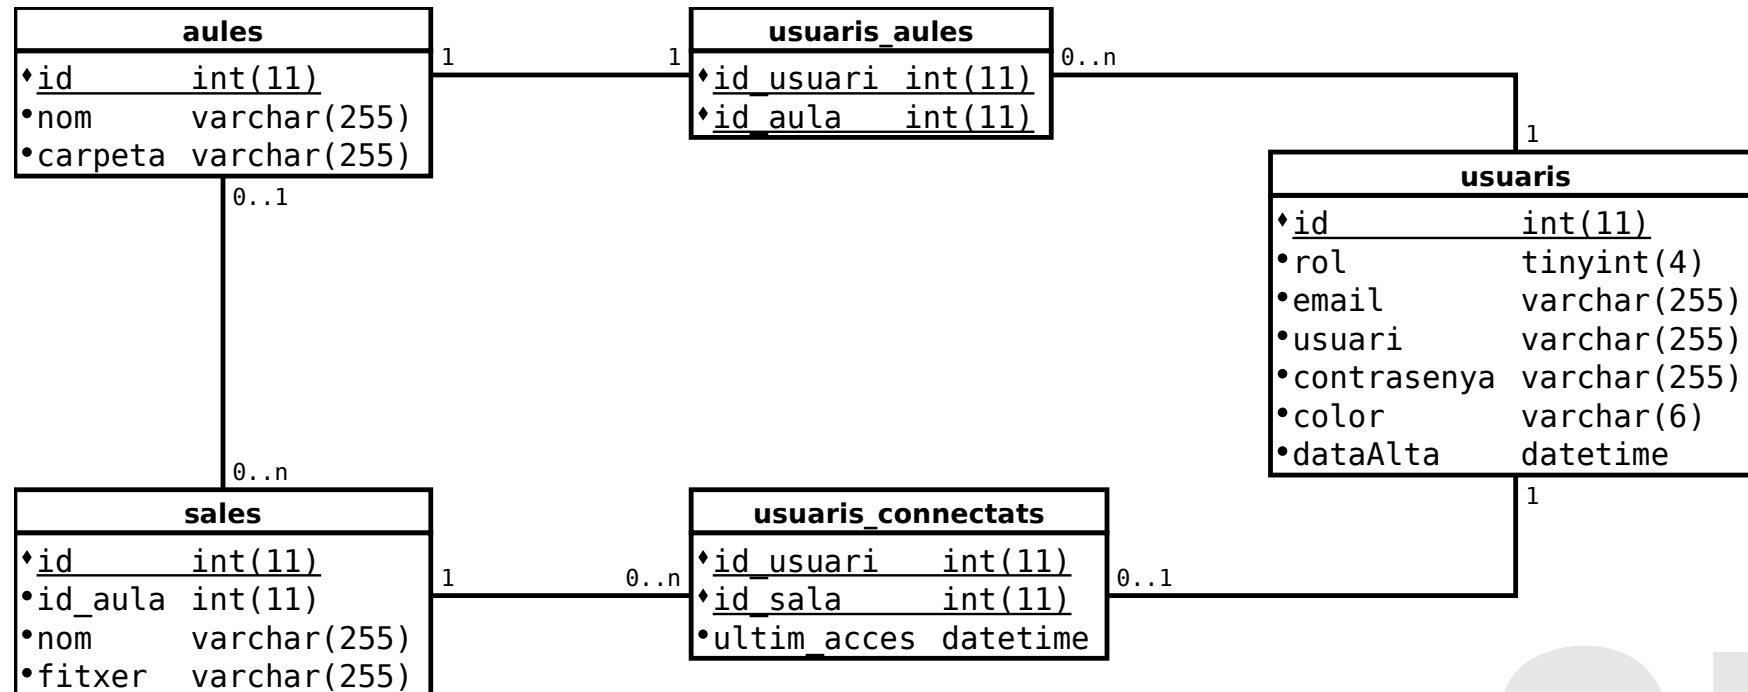 aules
id int(11)
nom varchar(255)
carpeta varchar(255)
1
1
usuaris_aules
id_usuari int(11)
id_aula int(11)
0..n
1
usuaris
id int(11)
rol tinyint(4)
email varchar(255)
usuari varchar(255)
contrasenya varchar(255)
color varchar(6)
dataAlta datetime
1
0..1
0..n
sales
id int(11)
id_aula int(11)
nom varchar(255)
fitxer varchar(255)
1
0..n
usuaris_connectats
id_usuari int(11)
id_sala int(11)
ultim_acces datetime
0..1